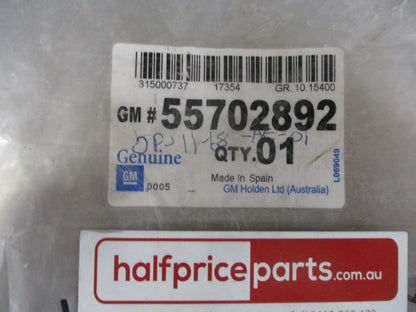 315000737 17354 GR. 10.15400
GM # 55702892
Genuine QTY. 01
GM 0005 Made In Spain
GM Holden Ltd (Australia)
L069049
halfpriceparts.com.au